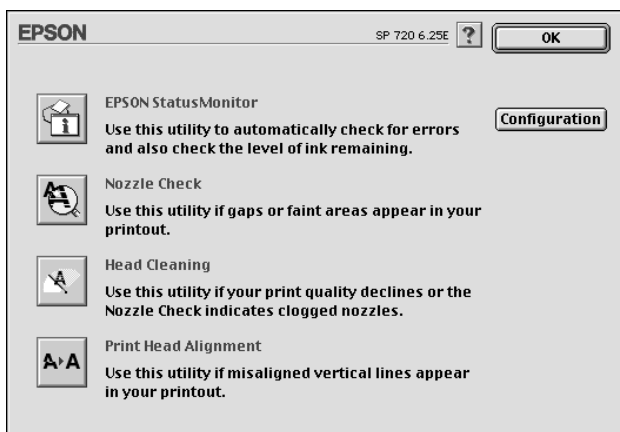 EPSON SP 720 6.25E ? OK
EPSON StatusMonitor
Use this utility to automatically check for errors
and also check the level of ink remaining.
Configuration
Nozzle Check
Use this utility if gaps or faint areas appear in your
printout.
Head Cleaning
Use this utility if your print quality declines or the
Nozzle Check indicates clogged nozzles.
Print Head Alignment
Use this utility if misaligned vertical lines appear
in your printout.